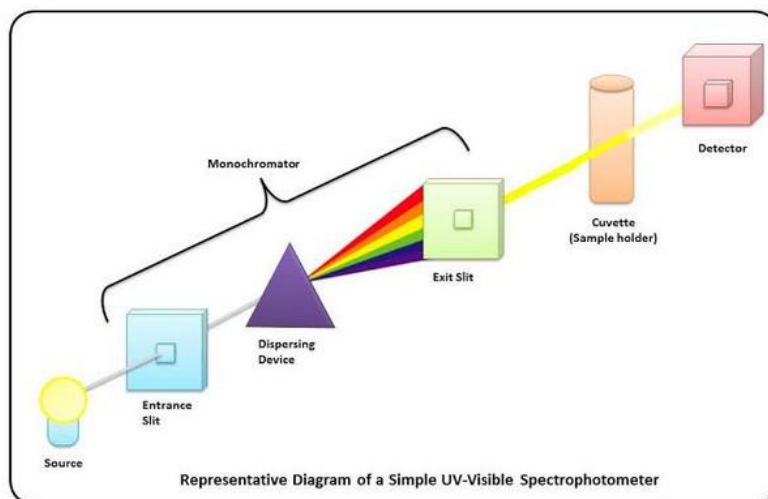 Monochromator
Detector
Cuvette
(Sample holder)
Exit Slit
Dispersing
Device
Entrance
Slit
Source
Representative Diagram of a Simple UV-Visible Spectrophotometer